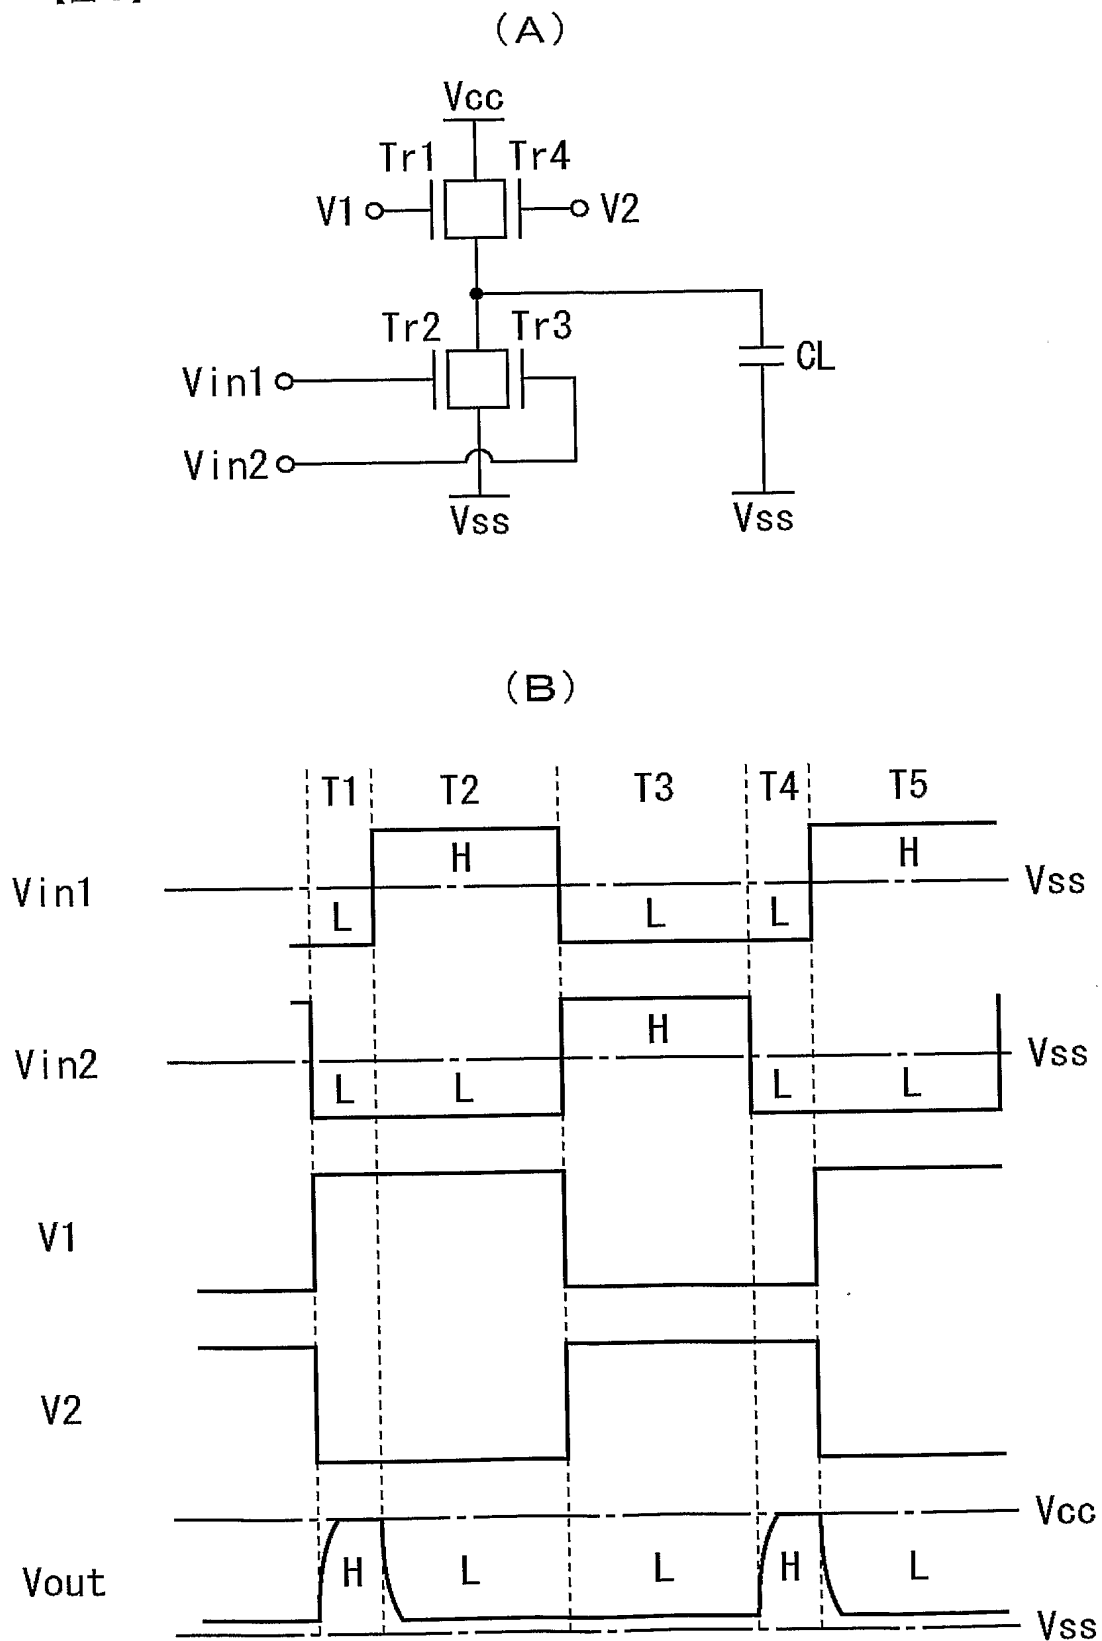 (A)
Vcc
Tr1 Tr4
V1 V2
Tr2 Tr3
Vin1 CL
Vin2
Vss Vss
(B)
T1 T2 T3 T4 T5
Vin1 L H L L H Vss
Vin2 L L H L L Vss
V1
V2
Vcc
Vout H L L H L
Vss